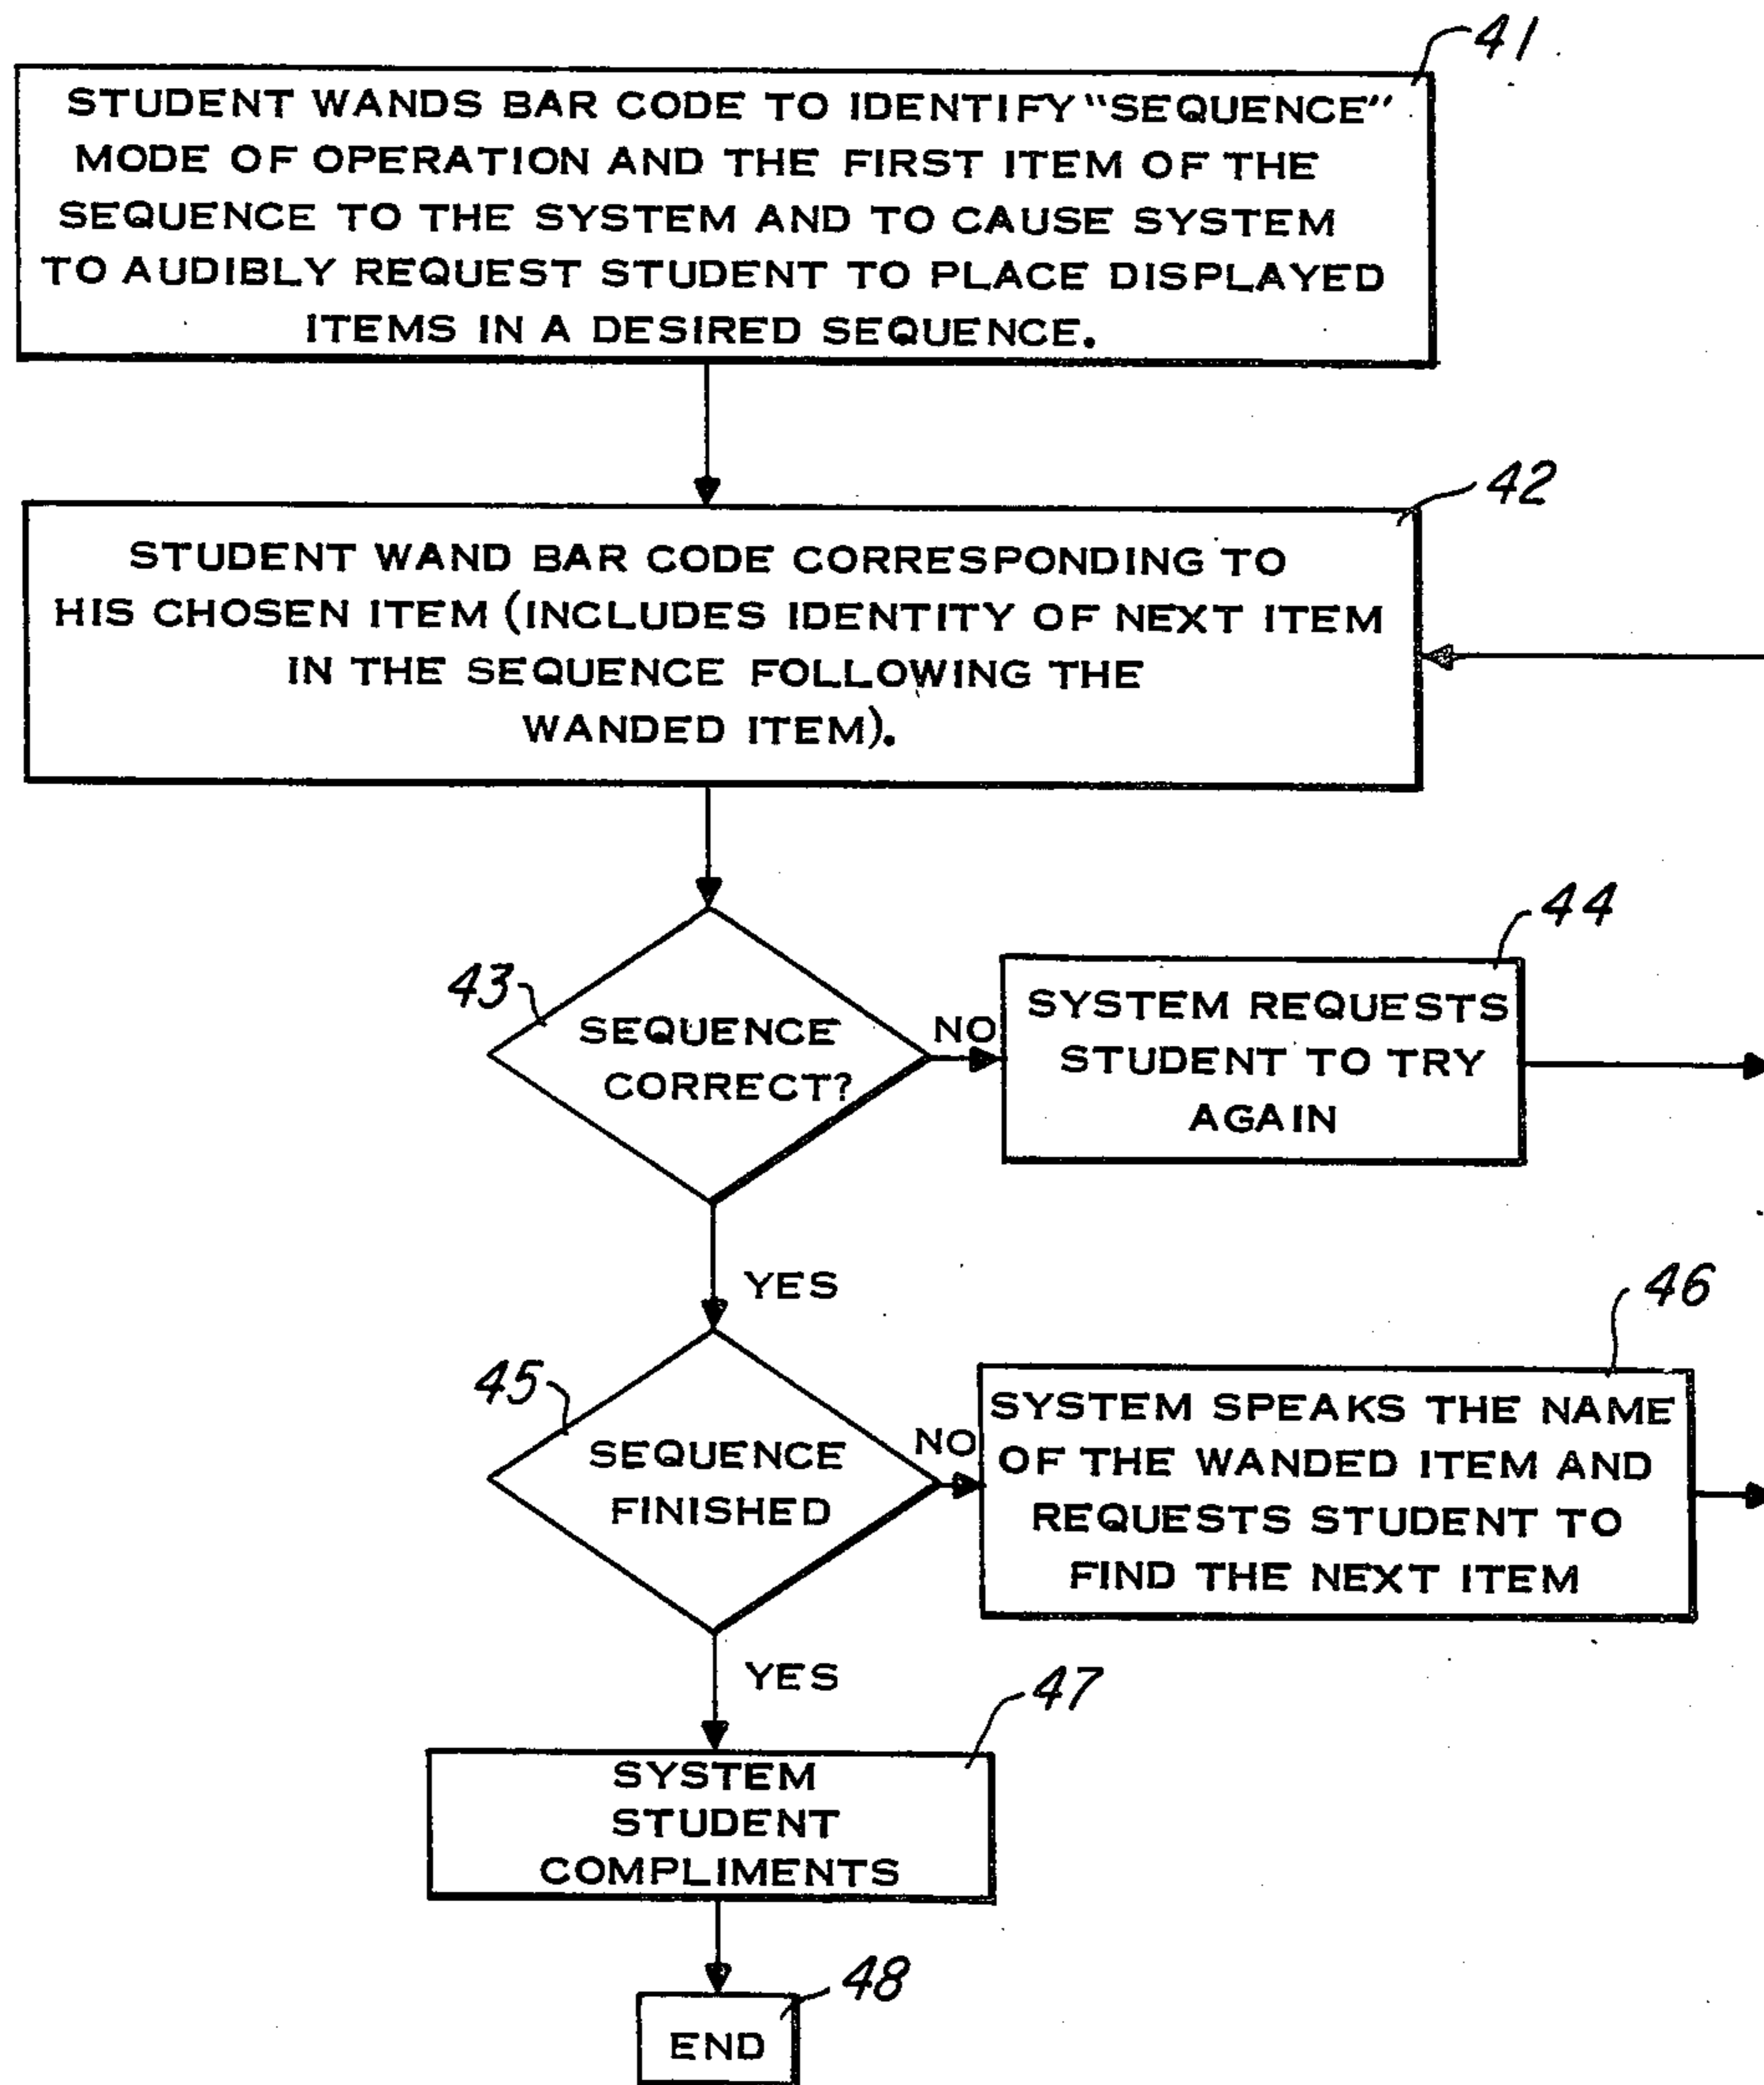 41
STUDENT WANDS BAR CODE TO IDENTIFY "SEQUENCE"
MODE OF OPERATION AND THE FIRST ITEM OF THE
SEQUENCE TO THE SYSTEM AND TO CAUSE SYSTEM
TO AUDIBLY REQUEST STUDENT TO PLACE DISPLAYED
ITEMS IN A DESIRED SEQUENCE.
42
STUDENT WAND BAR CODE CORRESPONDING TO
HIS CHOSEN ITEM (INCLUDES IDENTITY OF NEXT ITEM
IN THE SEQUENCE FOLLOWING THE
WANDED ITEM).
43
SEQUENCE
CORRECT?
NO
44
SYSTEM REQUESTS
STUDENT TO TRY
AGAIN
YES
45
SEQUENCE
FINISHED
NO
46
SYSTEM SPEAKS THE NAME
OF THE WANDED ITEM AND
REQUESTS STUDENT TO
FIND THE NEXT ITEM
YES
47
SYSTEM
STUDENT
COMPLIMENTS
48
END